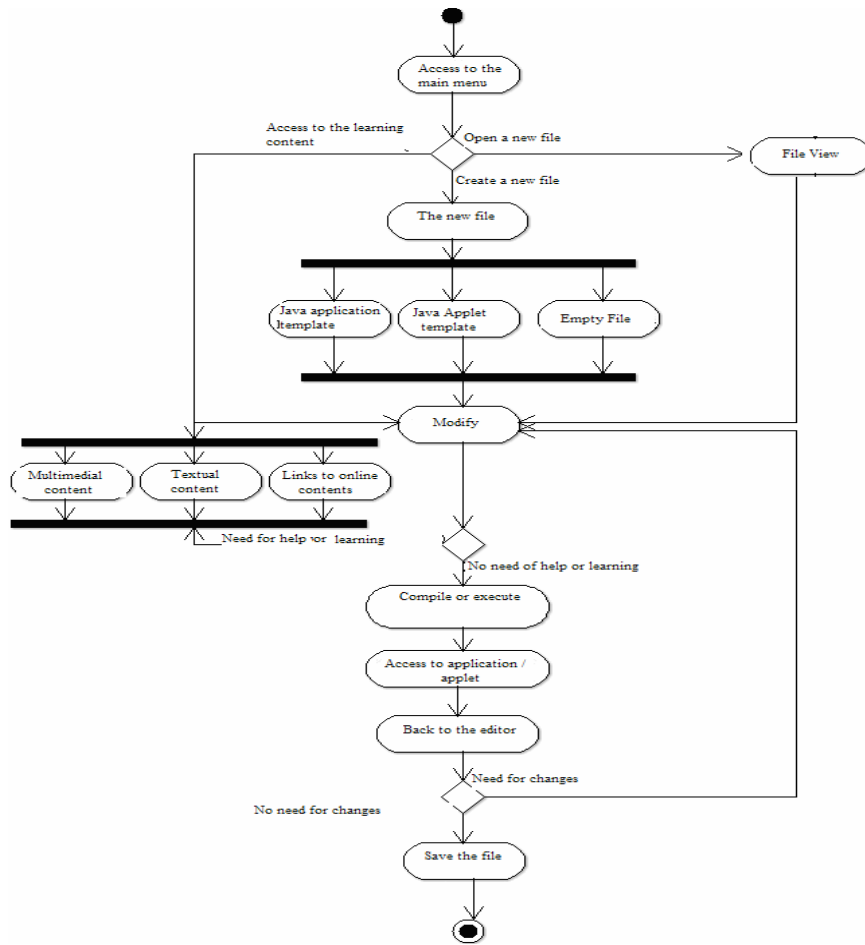 Access to the
main menu
Access to the learning
content
Open a new file
File View
Create a new file
The new file
Java application
template
Java Applet
template
Empty File
Modify
Multimedial
content
Textual
content
Links to online
contents
Need for help or learning
No need of help or learning
Compile or execute
Access to application /
applet
Back to the editor
Need for changes
No need for changes
Save the file